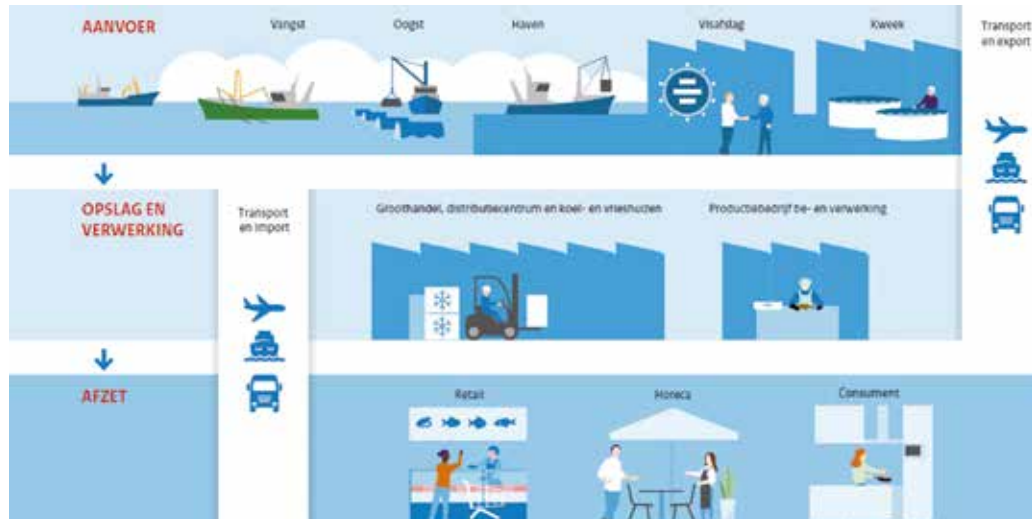 AANVOER
Vangst
Oogst
Haven
Visafslag
Kweek
Transport
en export
OPSLAG EN
VERWERKING
Transport
en import
Groothandel, distributiecentrum en koel- en vrieshuizen
Productiebedrijf be- en verwerking
AFZET
Retail
Horeca
Consument